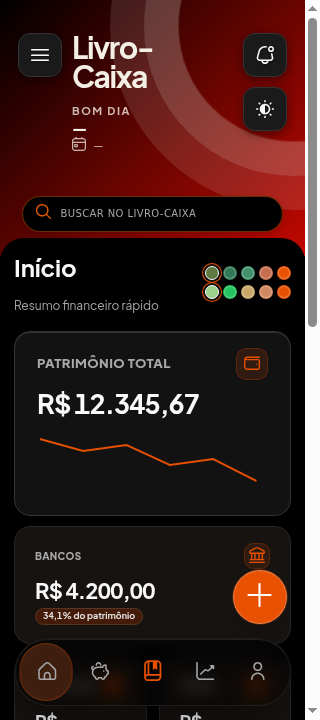 Livro-
Caixa
BOM DIA
—
—
BUSCAR NO LIVRO-CAIXA
Início
Resumo financeiro rápido
PATRIMÔNIO TOTAL
R$ 12.345,67
BANCOS
R$ 4.200,00
34,1% do patrimônio
R$
R$